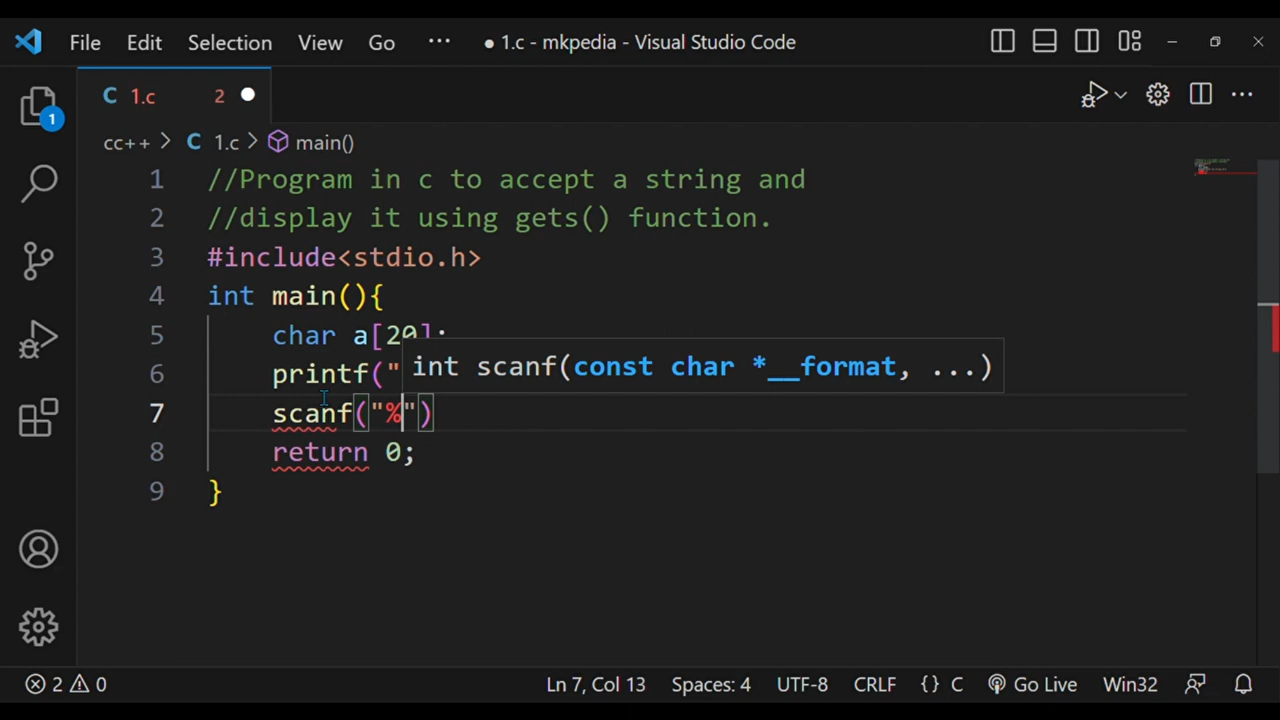 File Edit Selection View Go ··· ● 1.c - mkpedia - Visual Studio Code
C 1.c 2 ●
1
cc++ > C 1.c > main()
1 //Program in c to accept a string and
2 //display it using gets() function.
3 #include<stdio.h>
4 int main(){
5 char a[20];
6 printf("
int scanf(const char *__format, ...)
7 scanf("%")
8 return 0;
9 }
2 0 Ln 7, Col 13 Spaces: 4 UTF-8 CRLF {} C Go Live Win32